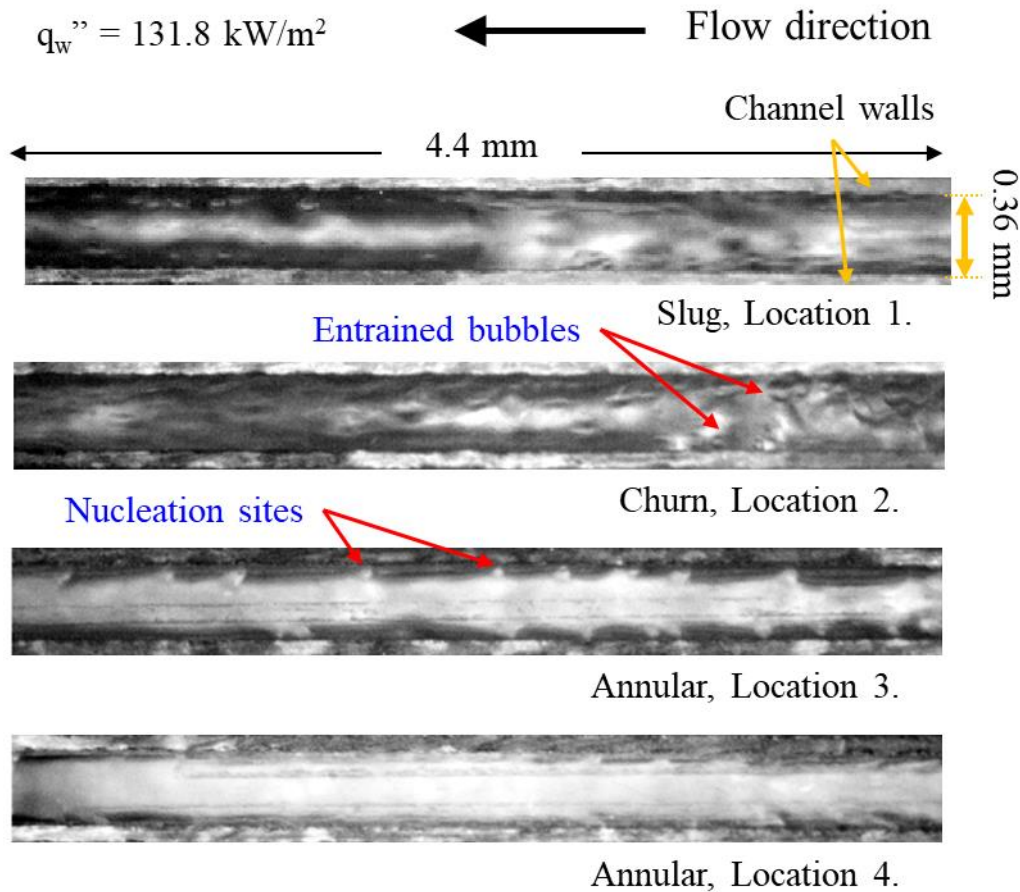 q_w” = 131.8 kW/m²
Flow direction
Channel walls
4.4 mm
0.36 mm
Slug, Location 1.
Entrained bubbles
Churn, Location 2.
Nucleation sites
Annular, Location 3.
Annular, Location 4.